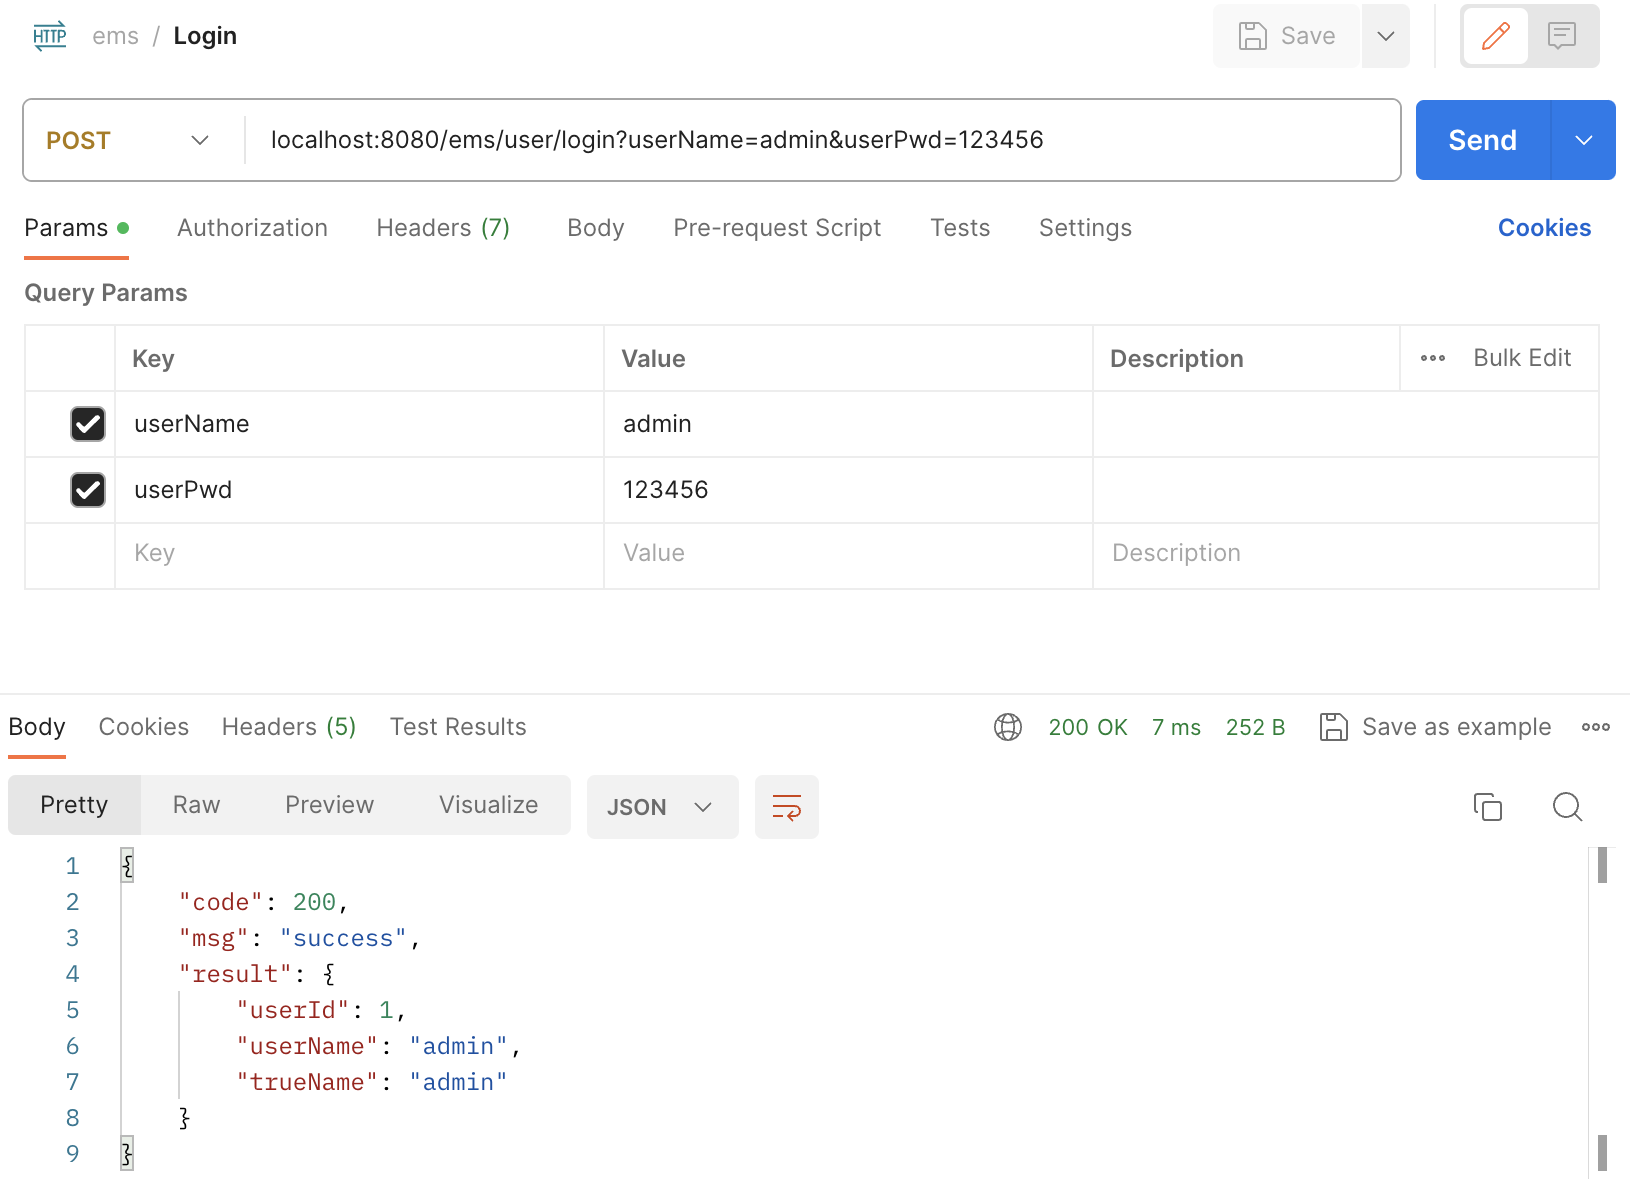 HTTP ems / Login Save
POST localhost:8080/ems/user/login?userName=admin&userPwd=123456 Send
Params Authorization Headers (7) Body Pre-request Script Tests Settings Cookies
Query Params
Key Value Description Bulk Edit
userName admin
userPwd 123456
Key Value Description
Body Cookies Headers (5) Test Results 200 OK 7 ms 252 B Save as example
Pretty Raw Preview Visualize JSON
1 {
2 "code": 200,
3 "msg": "success",
4 "result": {
5 "userId": 1,
6 "userName": "admin",
7 "trueName": "admin"
8 }
9 }